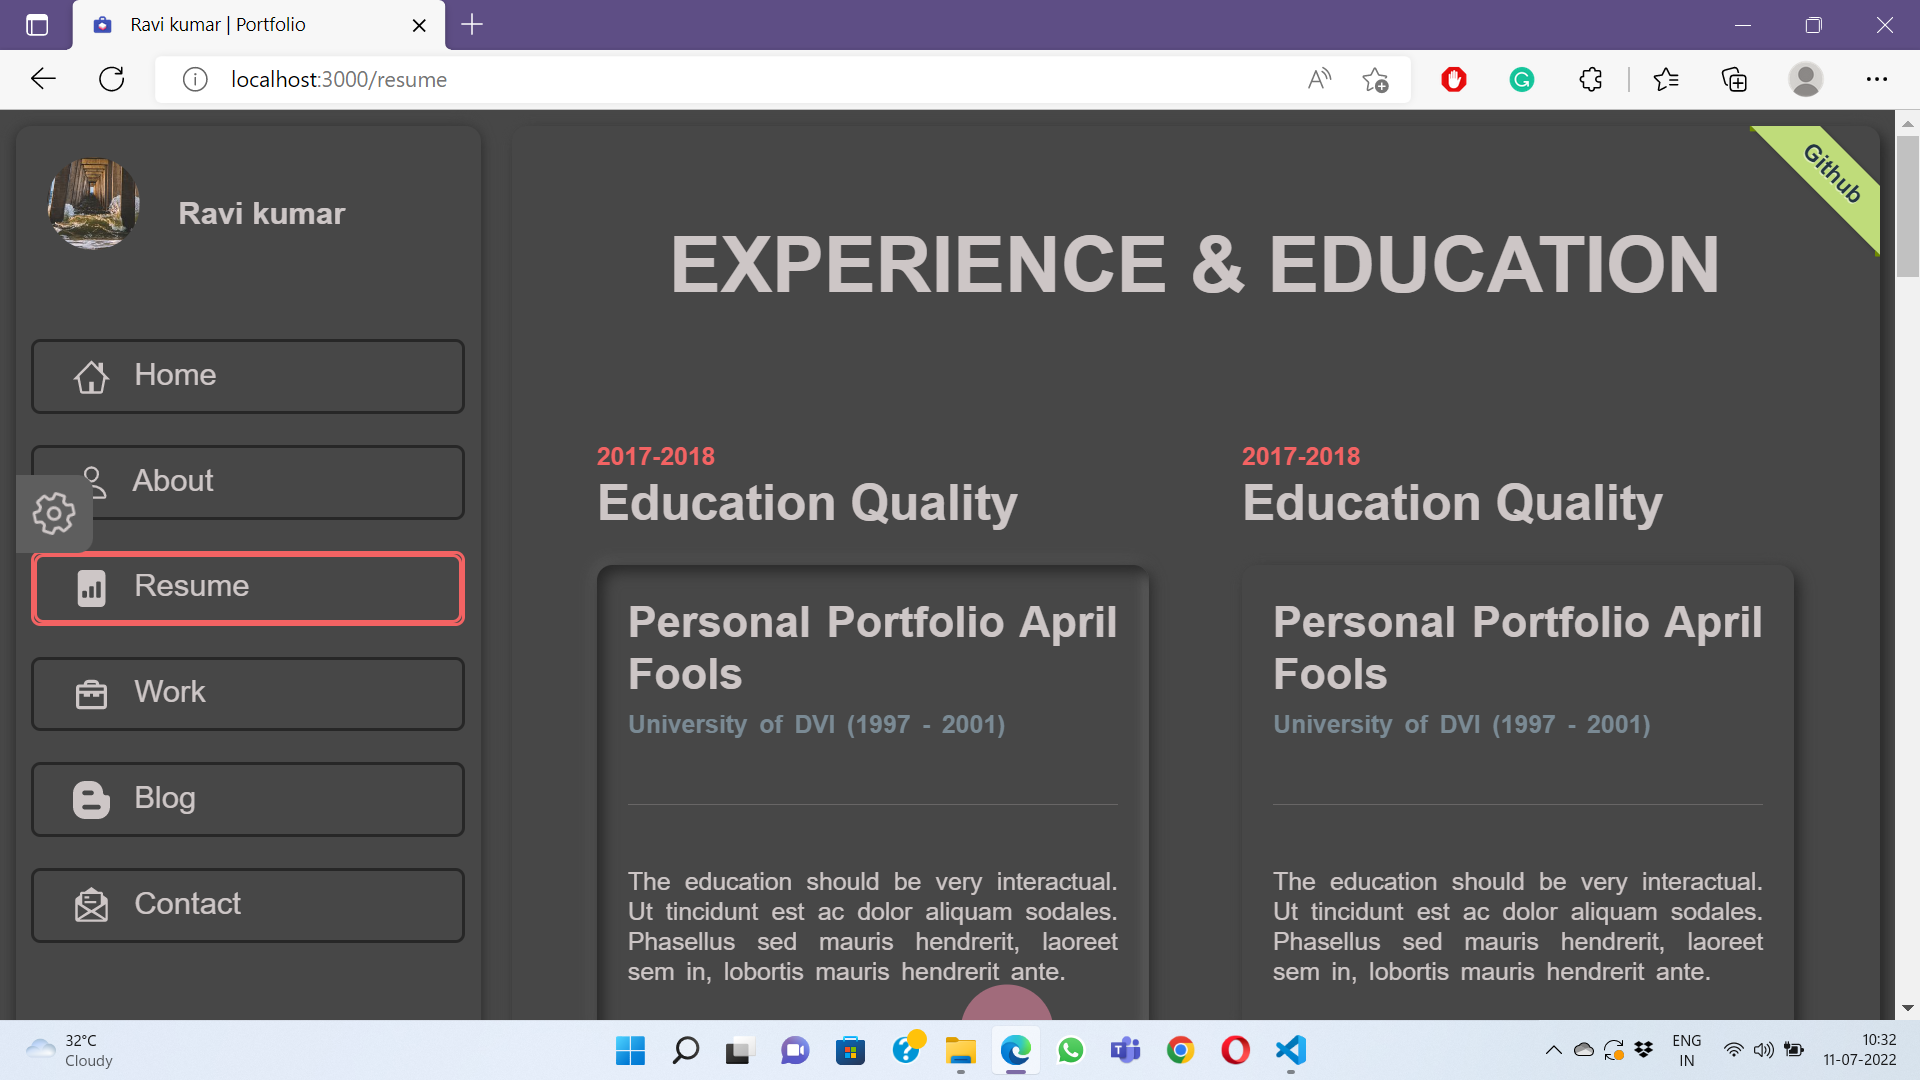 Ravi kumar | Portfolio
localhost:3000/resume
Ravi kumar
Home
About
Resume
Work
Blog
Contact
Github
EXPERIENCE & EDUCATION
2017-2018
Education Quality
Personal Portfolio April
Fools
University of DVI (1997 - 2001)
The education should be very interactual.
Ut tincidunt est ac dolor aliquam sodales.
Phasellus sed mauris hendrerit, laoreet
sem in, lobortis mauris hendrerit ante.
2017-2018
Education Quality
Personal Portfolio April
Fools
University of DVI (1997 - 2001)
The education should be very interactual.
Ut tincidunt est ac dolor aliquam sodales.
Phasellus sed mauris hendrerit, laoreet
sem in, lobortis mauris hendrerit ante.
32°C
Cloudy
ENG
IN
10:32
11-07-2022